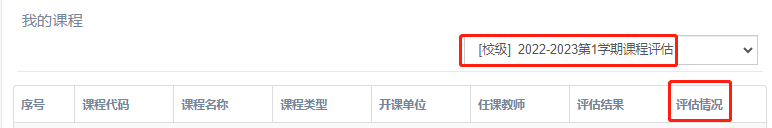 我的课程
[校级] 2022-2023第1学期课程评估
序号 课程代码 课程名称 课程类型 开课单位 任课教师 评估结果 评估情况